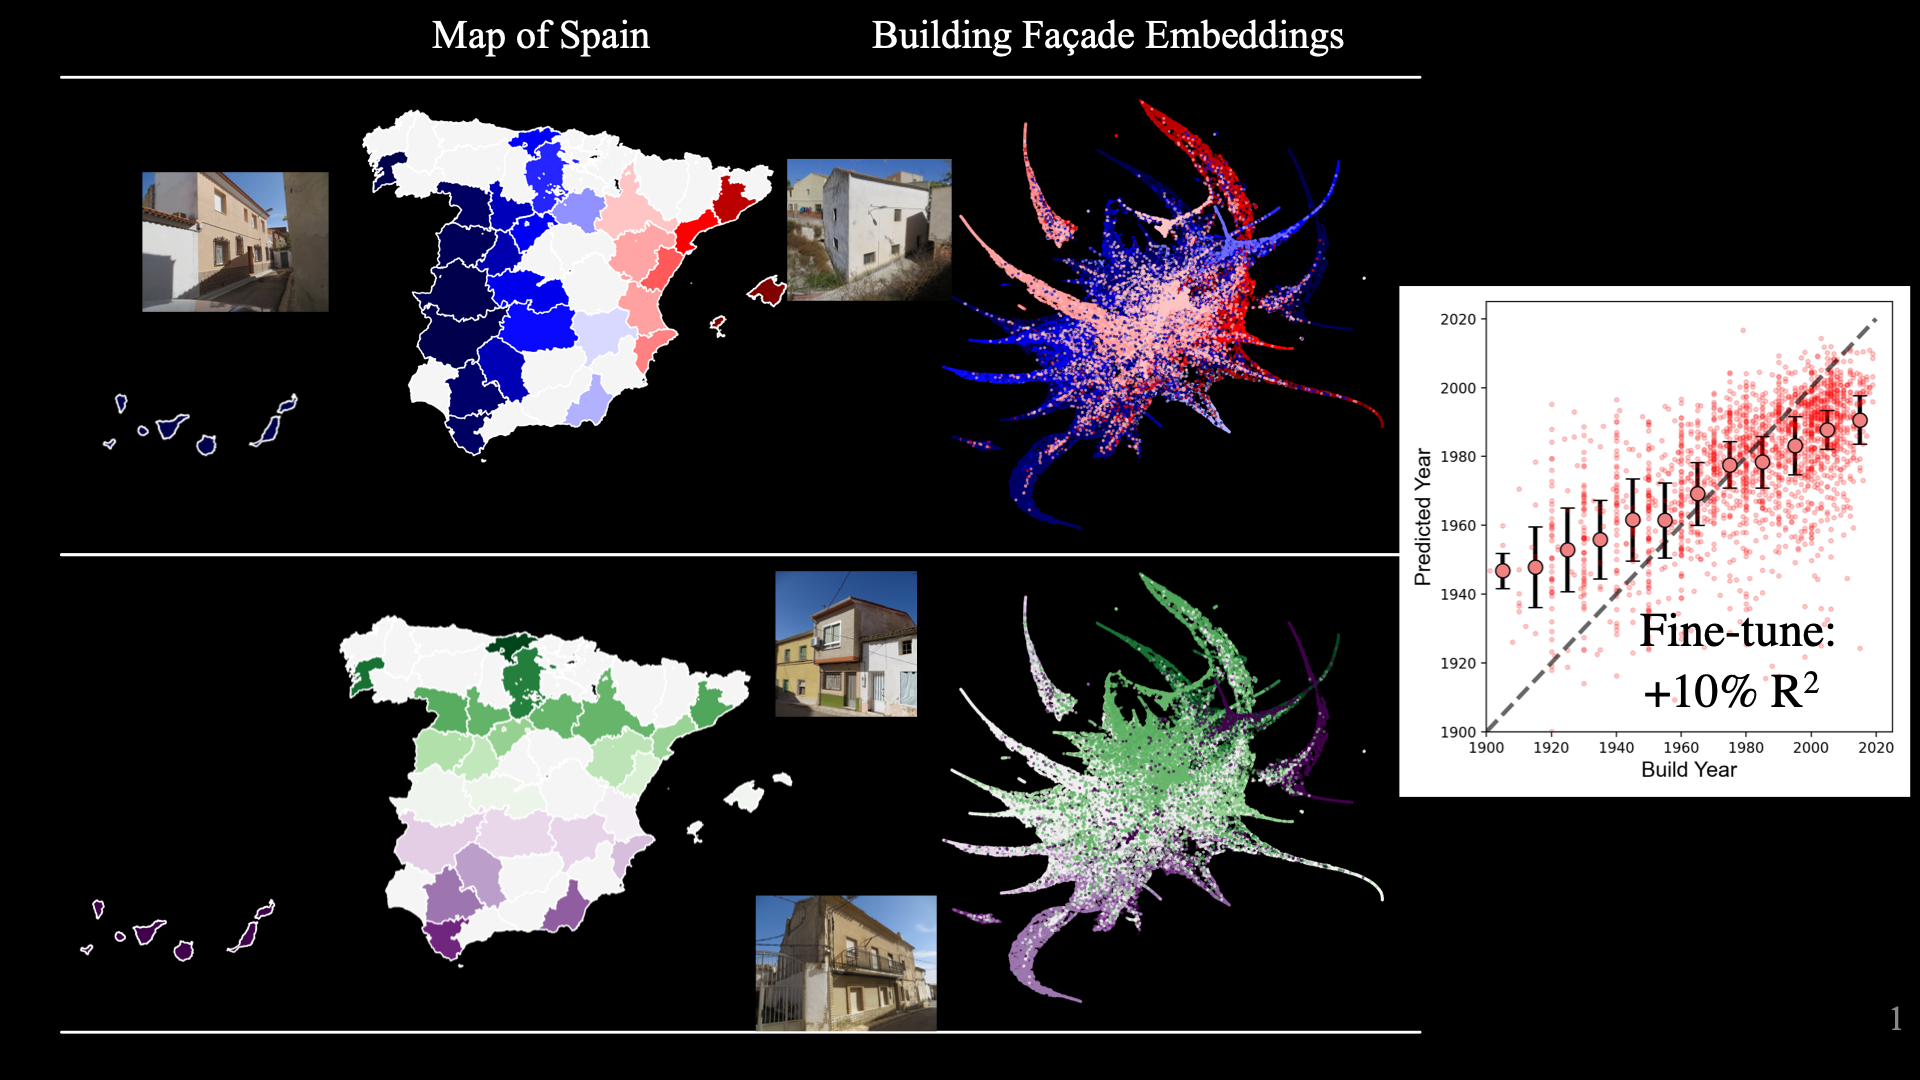 Map of Spain
Building Façade Embeddings
2020
2000
1980
1960
1940
1920
1900
Predicted Year
1900 1920 1940 1960 1980 2000 2020
Build Year
Fine-tune:
+10% R²
1